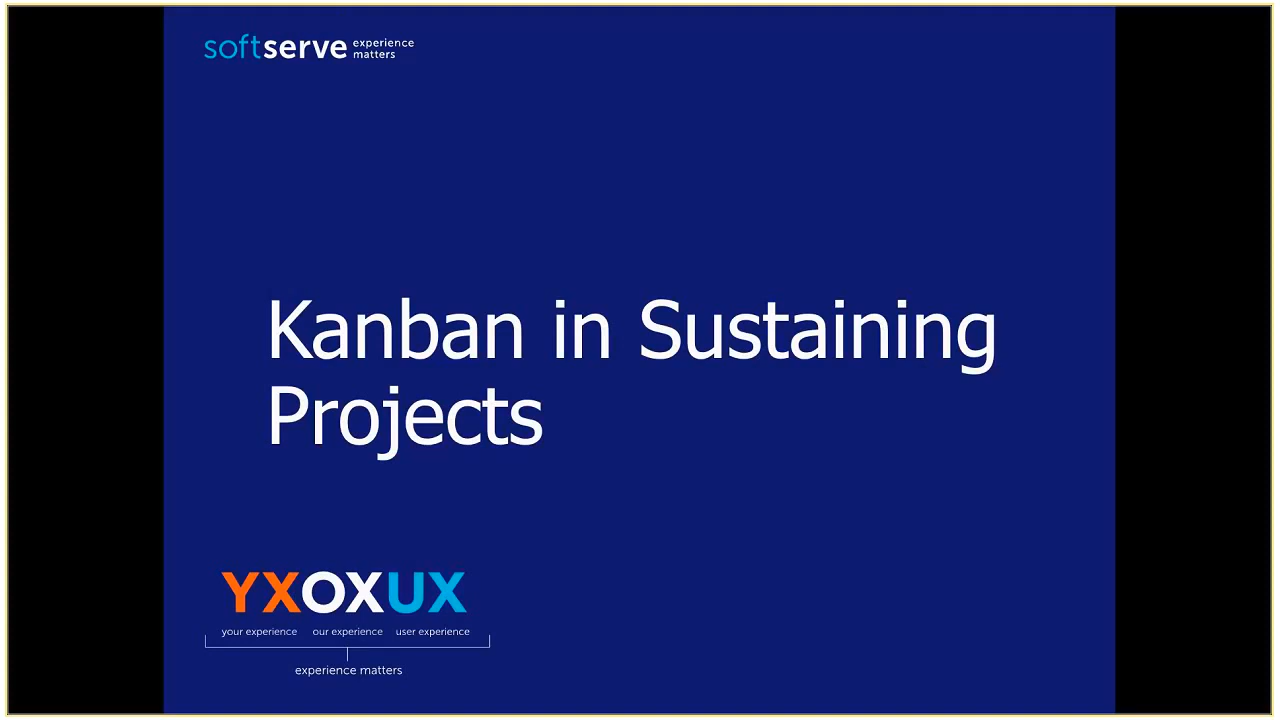 softserve experience matters
Kanban in Sustaining
Projects
YXOXUX
your experience our experience user experience
experience matters